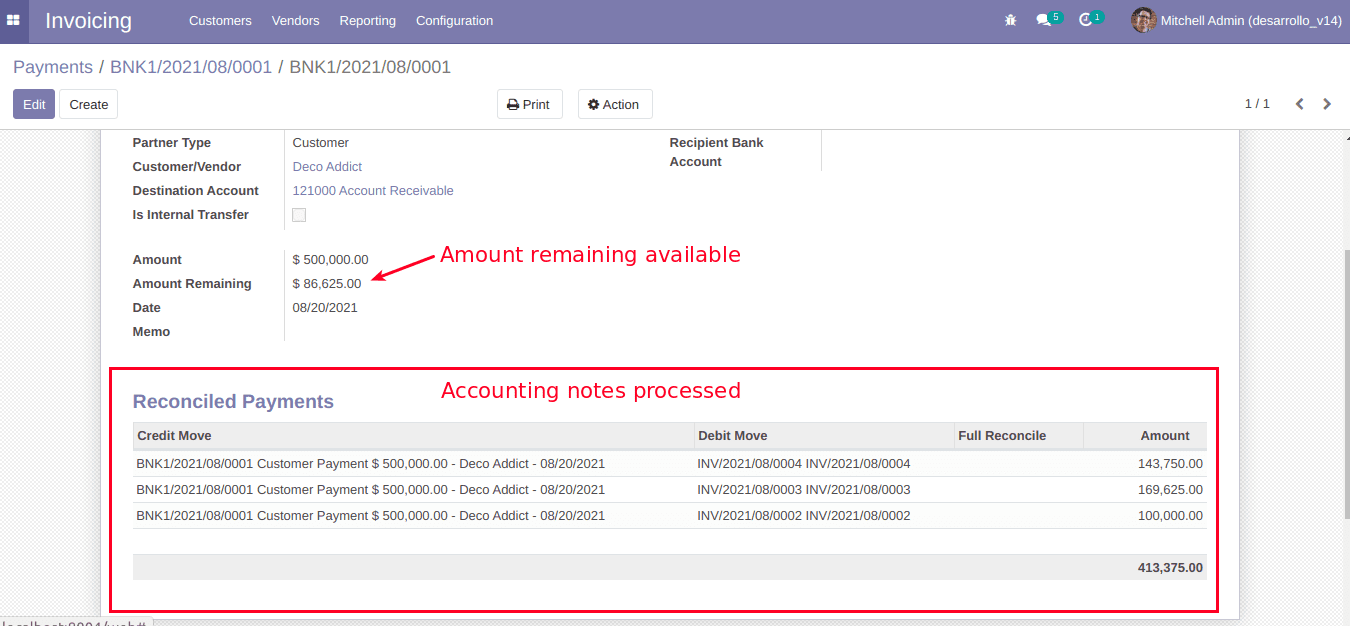 Invoicing Customers Vendors Reporting Configuration 5 1 Mitchell Admin (desarrollo_v14)
Payments / BNK1/2021/08/0001 / BNK1/2021/08/0001
Edit Create Print Action 1 / 1
Partner Type Customer Recipient Bank
Account
Customer/Vendor Deco Addict
Destination Account 121000 Account Receivable
Is Internal Transfer
Amount remaining available
Amount $ 500,000.00
Amount Remaining $ 86,625.00
Date 08/20/2021
Memo
Accounting notes processed
Reconciled Payments
Credit Move Debit Move Full Reconcile Amount
BNK1/2021/08/0001 Customer Payment $ 500,000.00 - Deco Addict - 08/20/2021 INV/2021/08/0004 INV/2021/08/0004 143,750.00
BNK1/2021/08/0001 Customer Payment $ 500,000.00 - Deco Addict - 08/20/2021 INV/2021/08/0003 INV/2021/08/0003 169,625.00
BNK1/2021/08/0001 Customer Payment $ 500,000.00 - Deco Addict - 08/20/2021 INV/2021/08/0002 INV/2021/08/0002 100,000.00
413,375.00